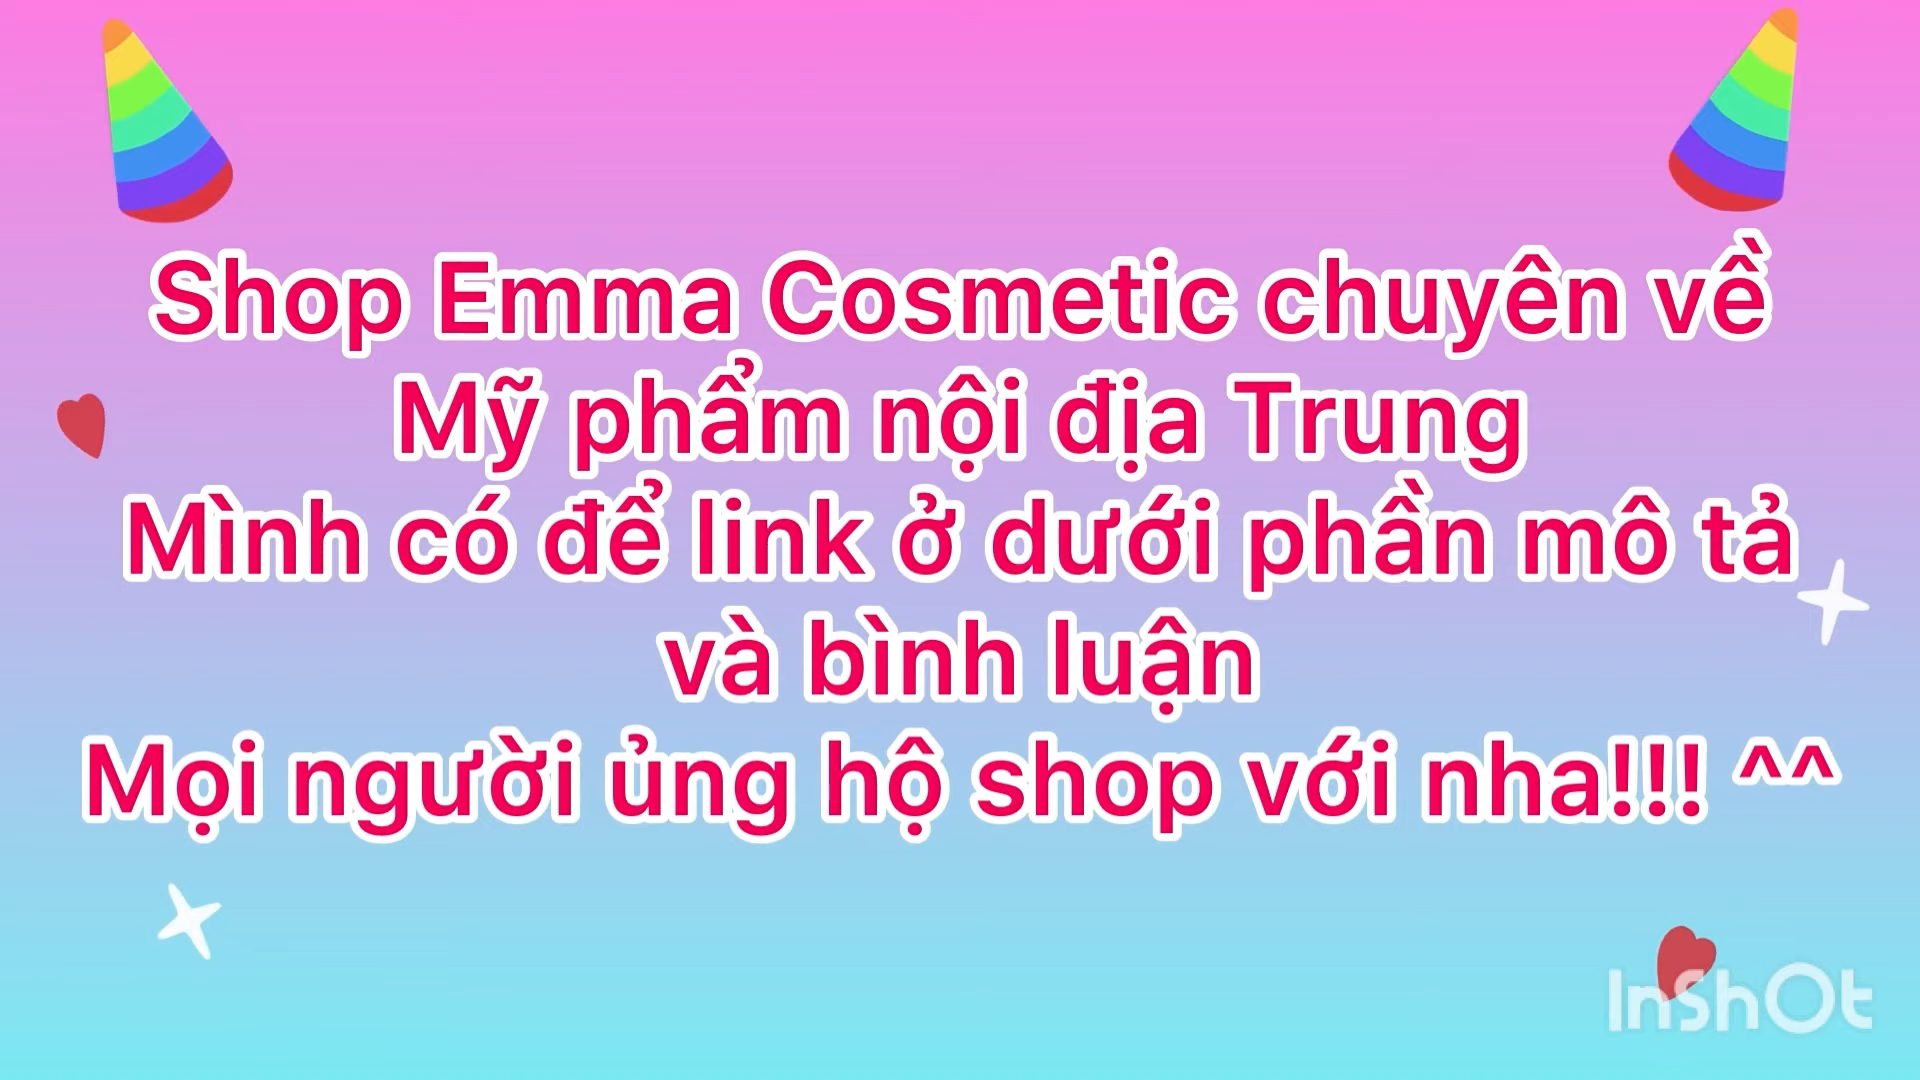 Shop Emma Cosmetic chuyên về
Mỹ phẩm nội địa Trung
Mình có để link ở dưới phần mô tả
và bình luận
Mọi người ủng hộ shop với nha!!! ^^
InShOt